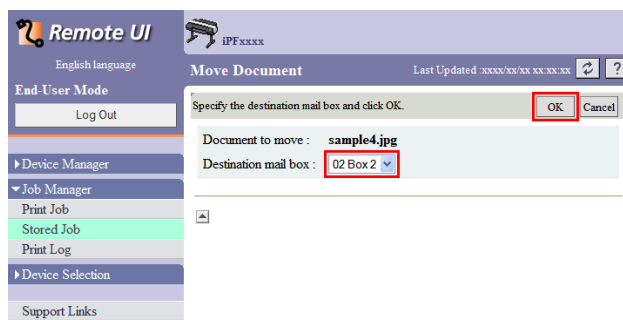 Remote UI
English language
End-User Mode
Log Out
Device Manager
Job Manager
Print Job
Stored Job
Print Log
Device Selection
Support Links
iPFxxxx
Move Document
Last Updated :xxxx/xx/xx xx:xx:xx
?
Specify the destination mail box and click OK.
OK
Cancel
Document to move : sample4.jpg
Destination mail box : 02 Box 2